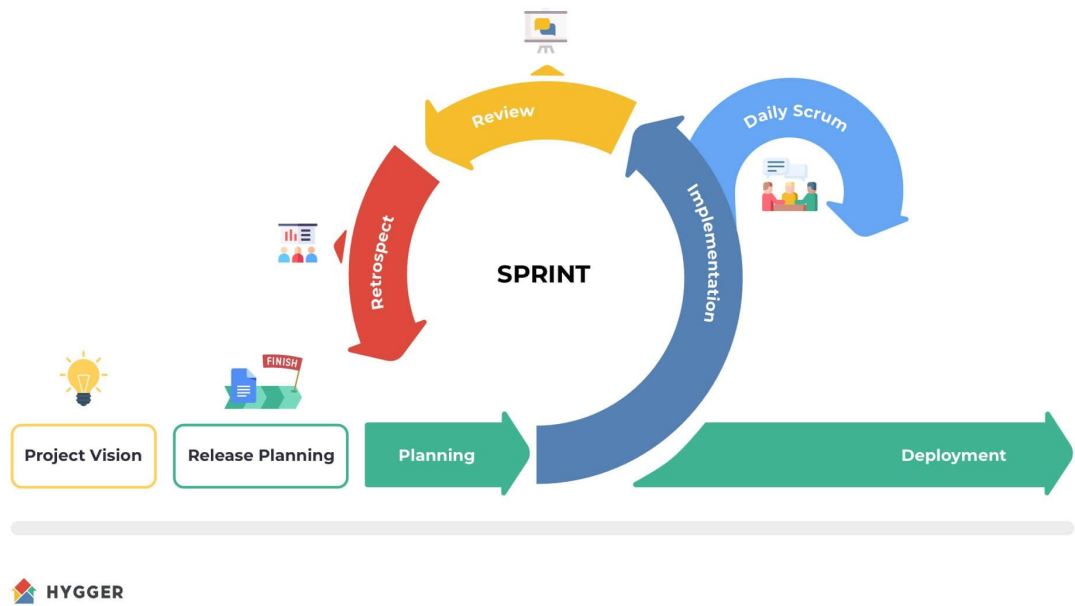 Review
Daily Scrum
Implementation
Retrospect
SPRINT
FINISH
Project Vision
Release Planning
Planning
Deployment
HYGGER